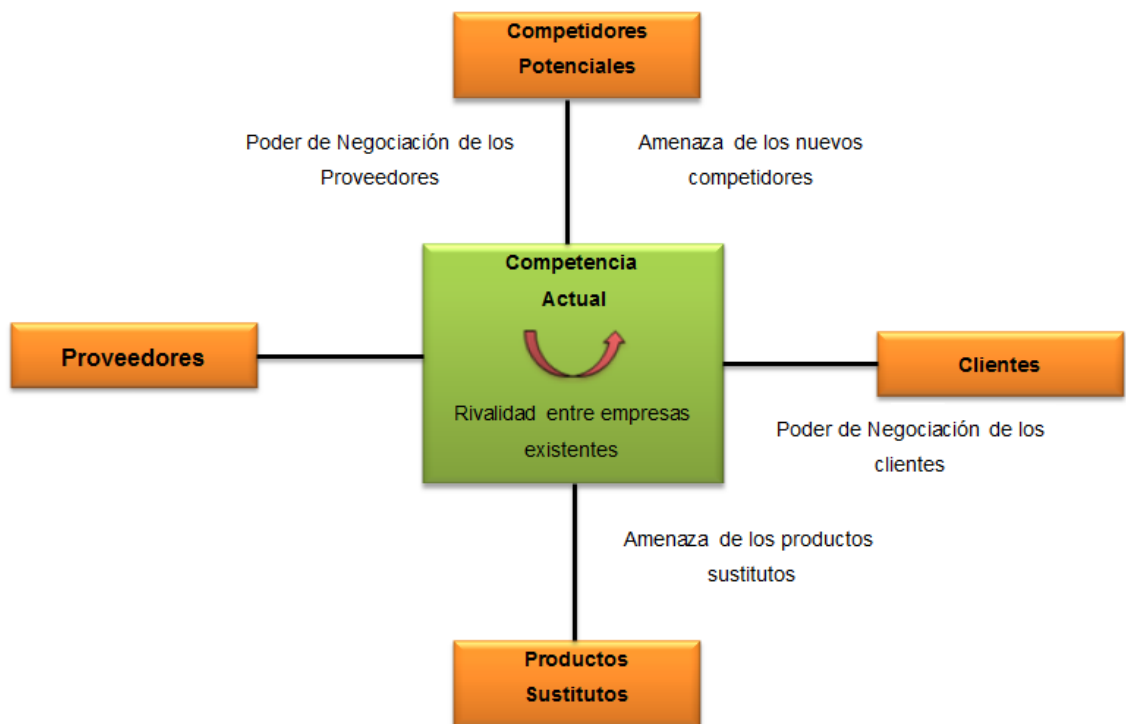 Competidores
Potenciales
Poder de Negociación de los
Proveedores
Amenaza de los nuevos
competidores
Competencia
Actual
Rivalidad entre empresas
existentes
Proveedores
Clientes
Poder de Negociación de los
clientes
Amenaza de los productos
sustitutos
Productos
Sustitutos